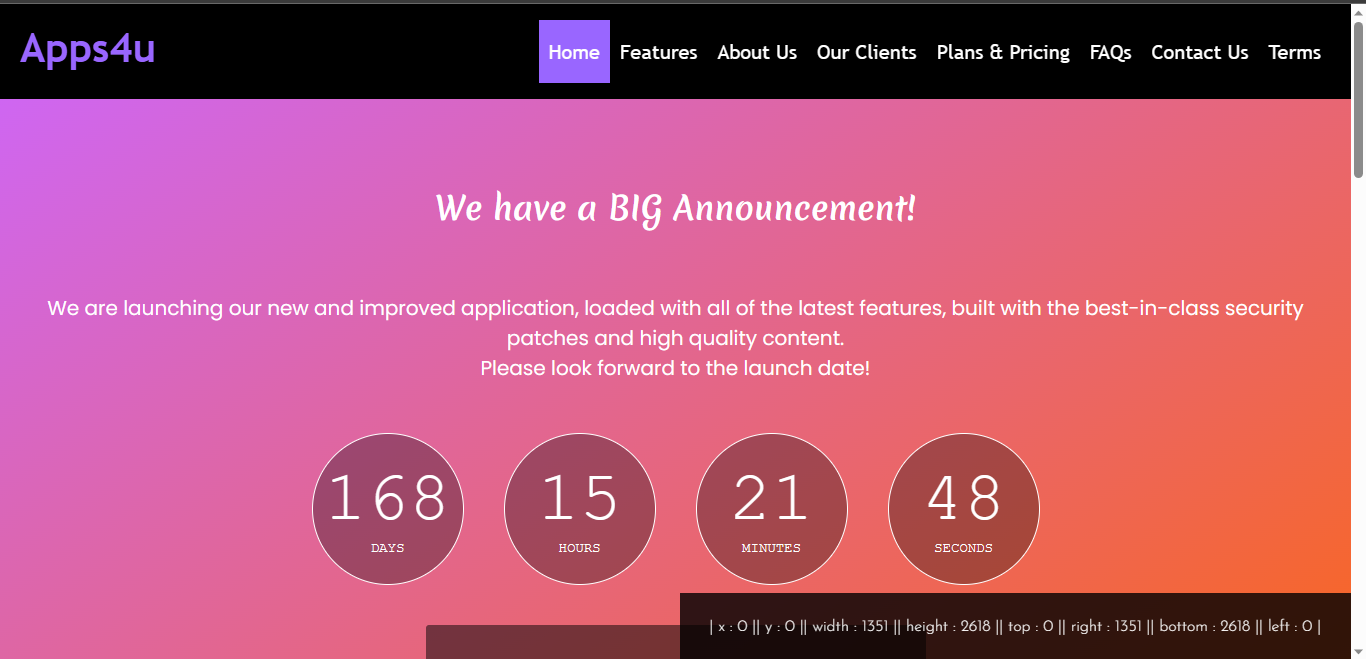 Apps4u
Home Features About Us Our Clients Plans & Pricing FAQs Contact Us Terms
We have a BIG Announcement!
We are launching our new and improved application, loaded with all of the latest features, built with the best-in-class security
patches and high quality content.
Please look forward to the launch date!
168 15 21 48
DAYS HOURS MINUTES SECONDS
| x : 0 || y : 0 || width : 1351 || height : 2618 || top : 0 || right : 1351 || bottom : 2618 || left : 0 |